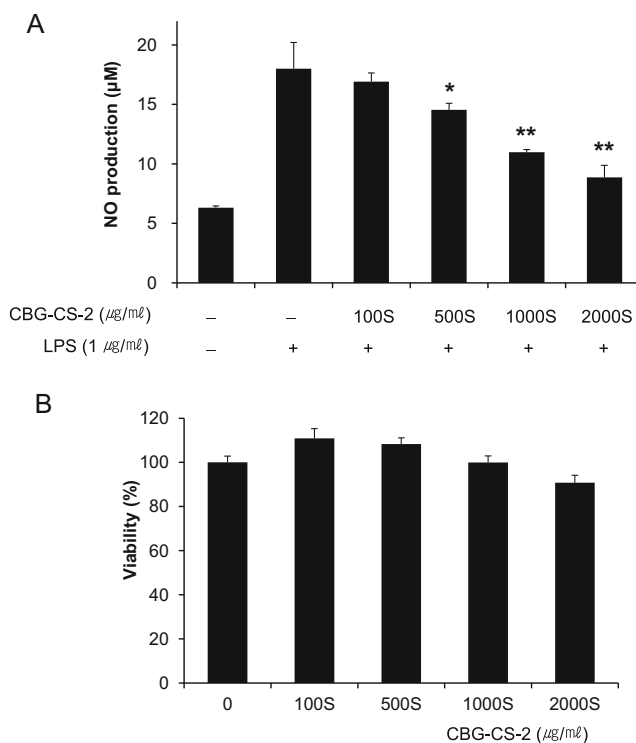 A
NO production (μM)
20
15
10
5
0
* ** **
CBG-CS-2 (㎍/㎖) – – 100S 500S 1000S 2000S
LPS (1 ㎍/㎖) – + + + + +
B
Viability (%)
120
100
80
60
40
20
0
0 100S 500S 1000S 2000S
CBG-CS-2 (㎍/㎖)